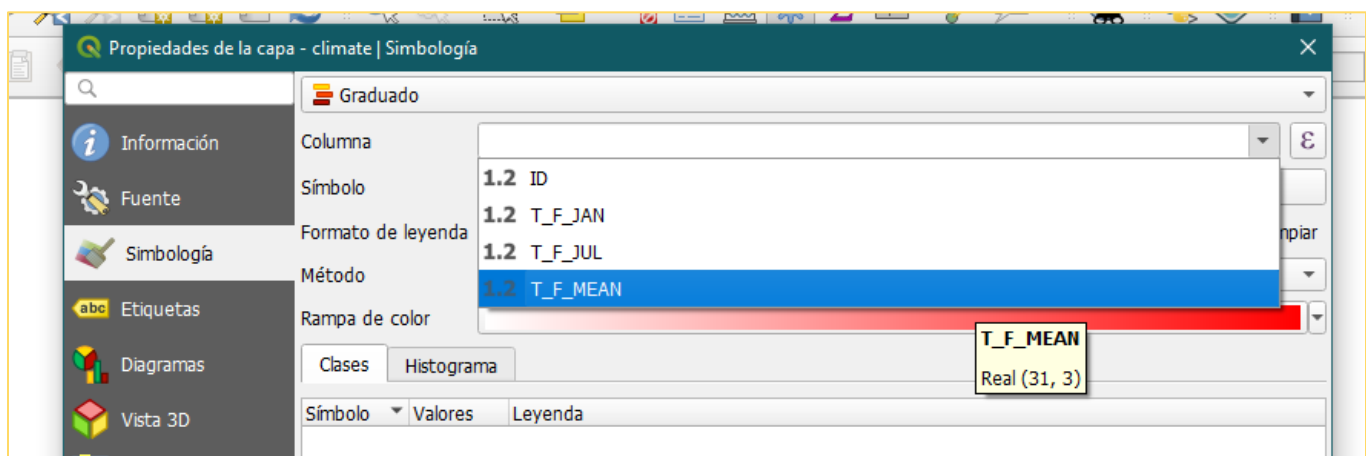 Propiedades de la capa - climate | Simbología
Graduado
Información
Columna
ε
1.2 ID
Fuente
Símbolo
1.2 T_F_JAN
Simbología
Formato de leyenda
1.2 T_F_JUL
npiar
Método
1.2 T_F_MEAN
abc Etiquetas
Rampa de color
T_F_MEAN
Real (31, 3)
Diagramas
Clases
Histograma
Vista 3D
Símbolo
Valores
Leyenda